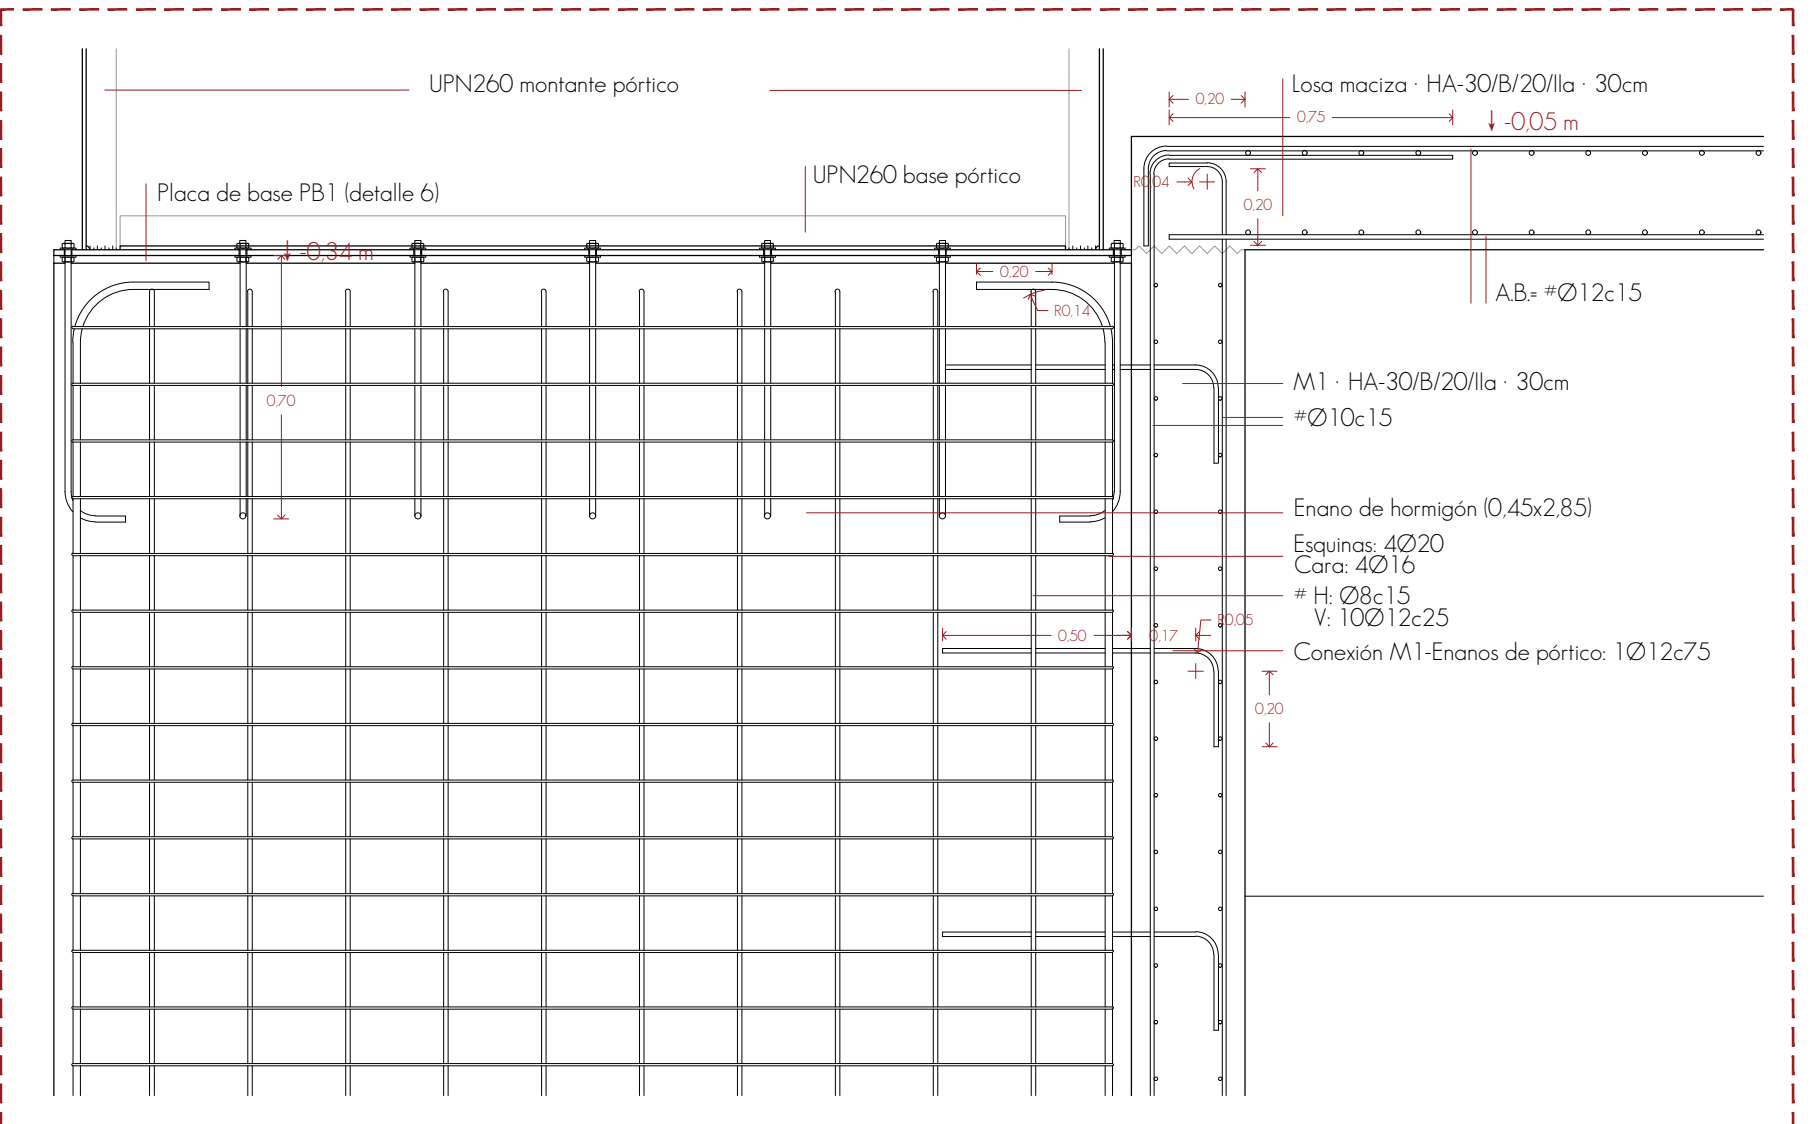 UPN260 montante pórtico
Losa maciza · HA-30/B/20/IIa · 30cm
0,20
0,75
-0,05 m
UPN260 base pórtico
Placa de base PB1 (detalle 6)
R0,04
0,20
-0,34 m
0,20
R0,14
A.B.= #Ø12c15
0,70
M1 · HA-30/B/20/IIa · 30cm
#Ø10c15
Enano de hormigón (0,45x2,85)
Esquinas: 4Ø20
Cara: 4Ø16
# H: Ø8c15
V: 10Ø12c25
R0,05
0,50
0,17
Conexión M1-Enanos de pórtico: 1Ø12c75
0,20